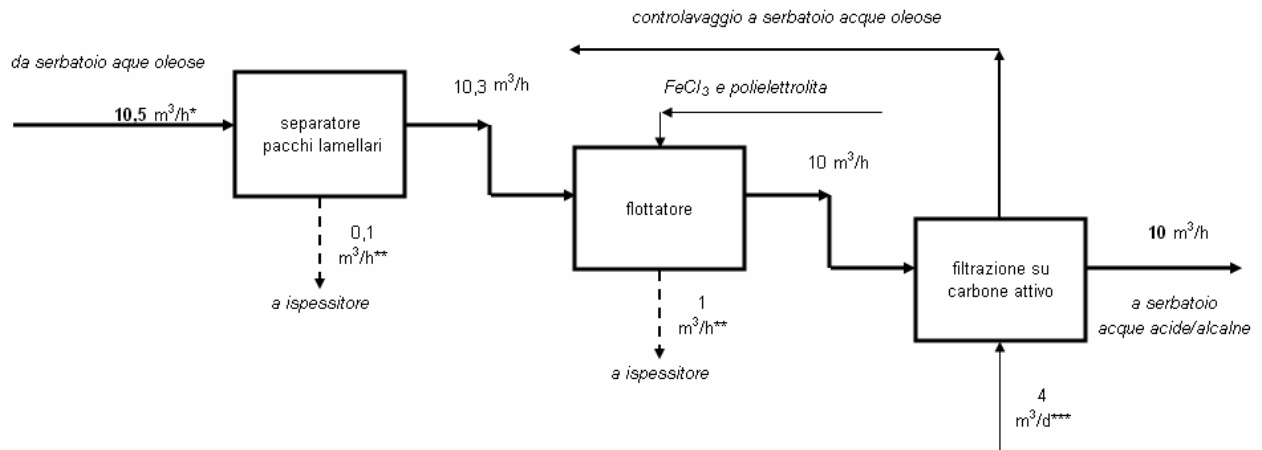 controlavaggio a serbatoio acque oleose
da serbatoio aque oleose
10,5 m³/h*
separatore
pacchi lamellari
10,3 m³/h
FeCl₃ e polielettrolita
flottatore
10 m³/h
filtrazione su
carbone attivo
10 m³/h
a serbatoio
acque acide/alcalne
0,1
m³/h**
a ispessitore
1
m³/h**
a ispessitore
4
m³/d***